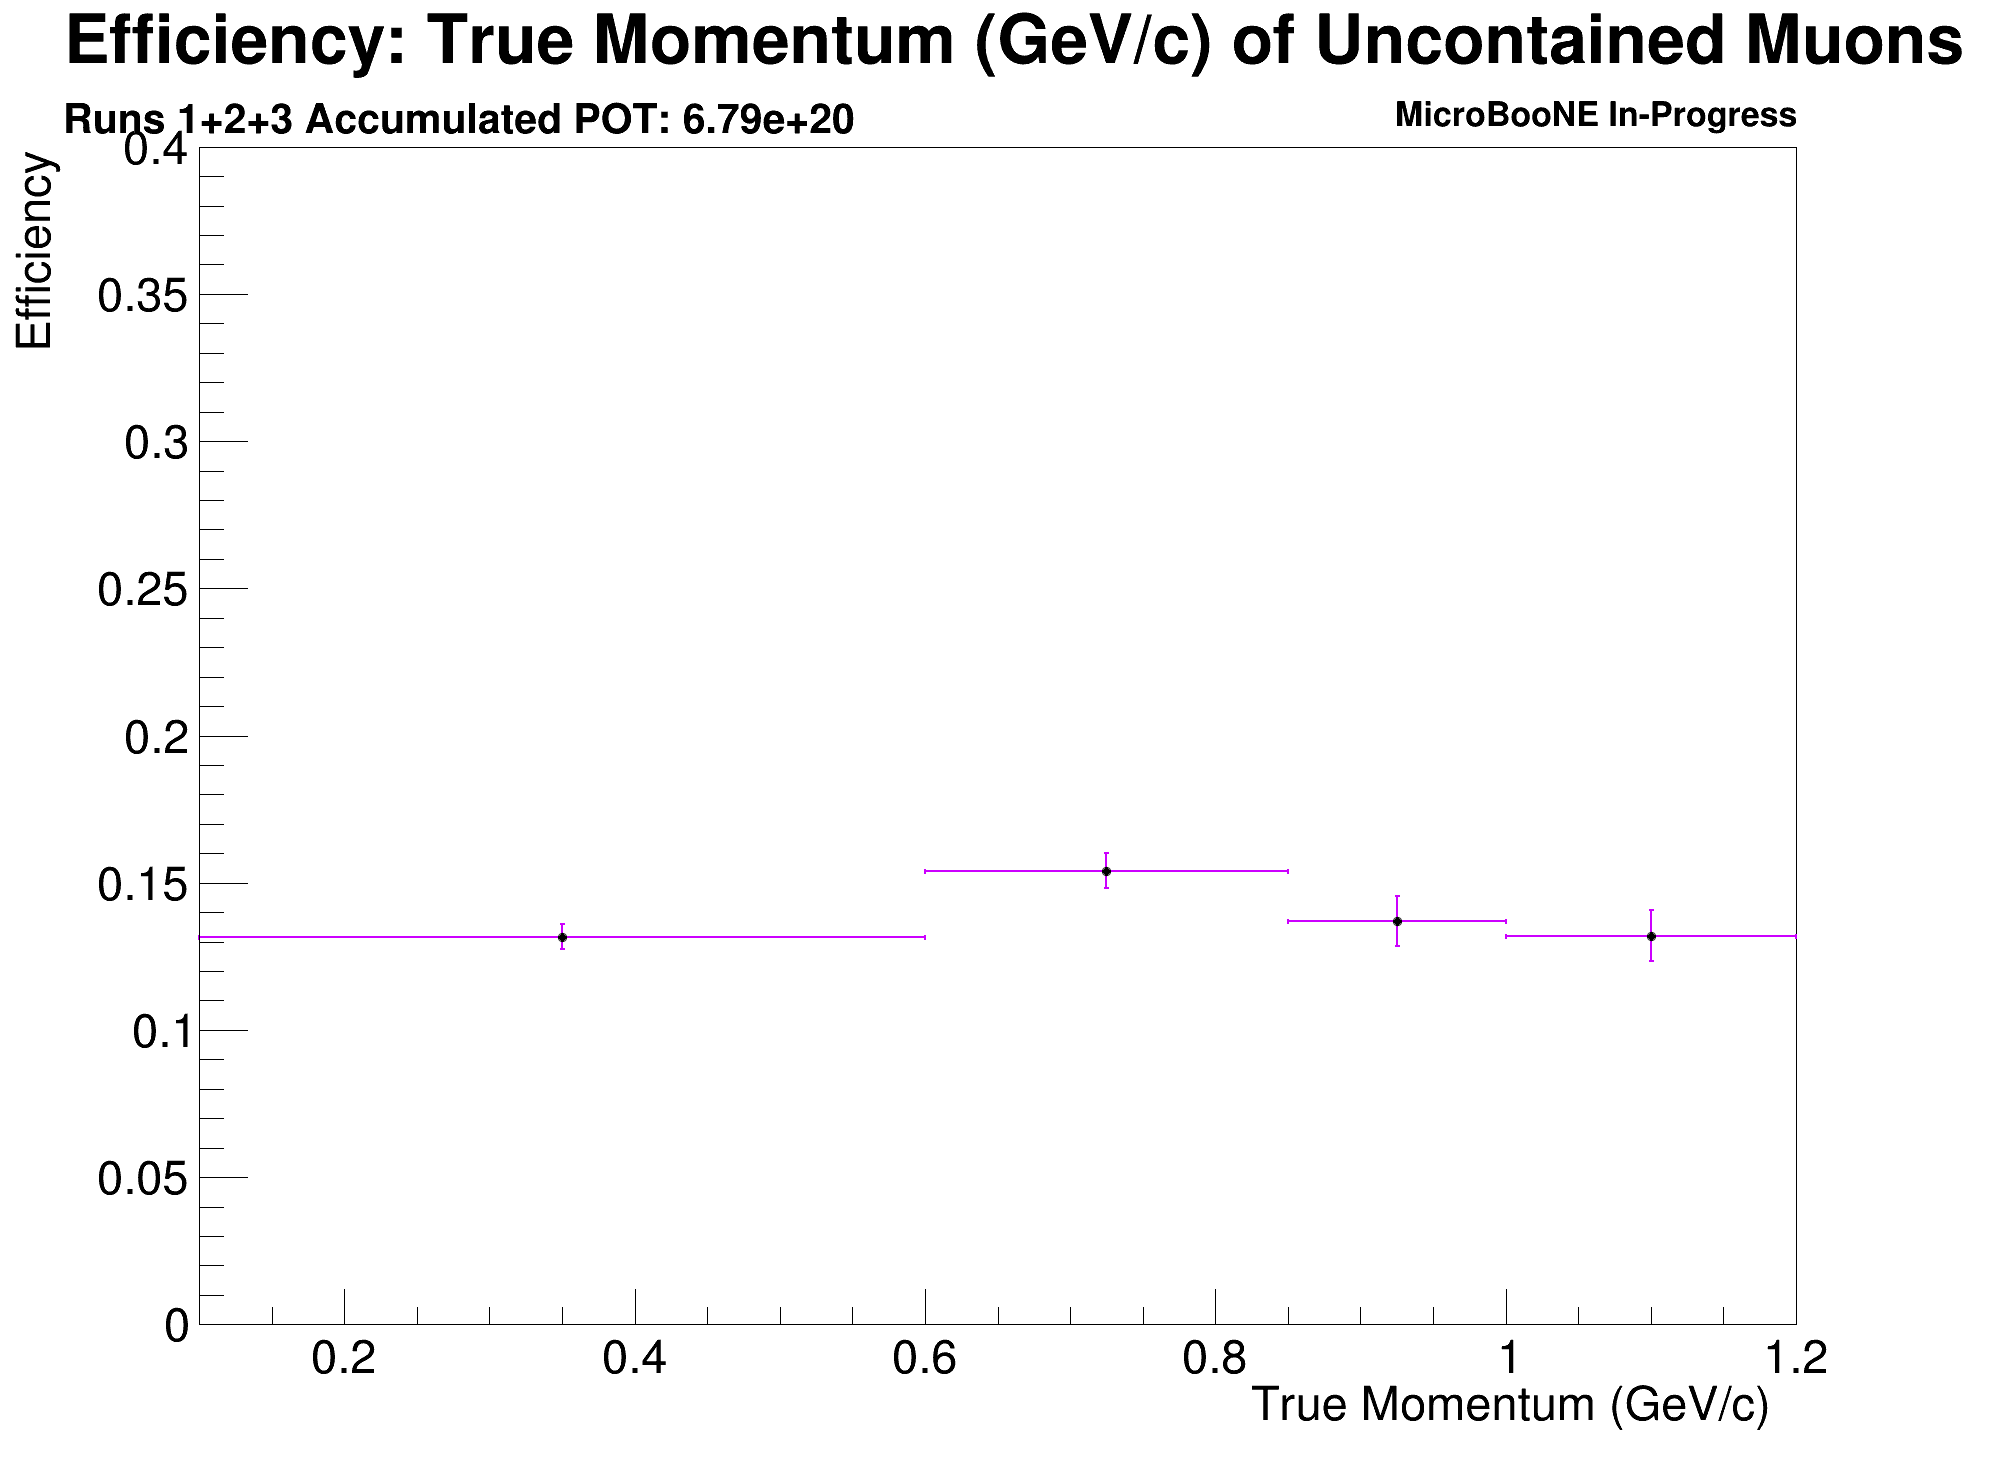 Efficiency: True Momentum (GeV/c) of Uncontained Muons
Runs 1+2+3 Accumulated POT: 6.79e+20
MicroBooNE In-Progress
Efficiency
0.4
0.35
0.3
0.25
0.2
0.15
0.1
0.05
0
0.2 0.4 0.6 0.8 1 1.2
True Momentum (GeV/c)